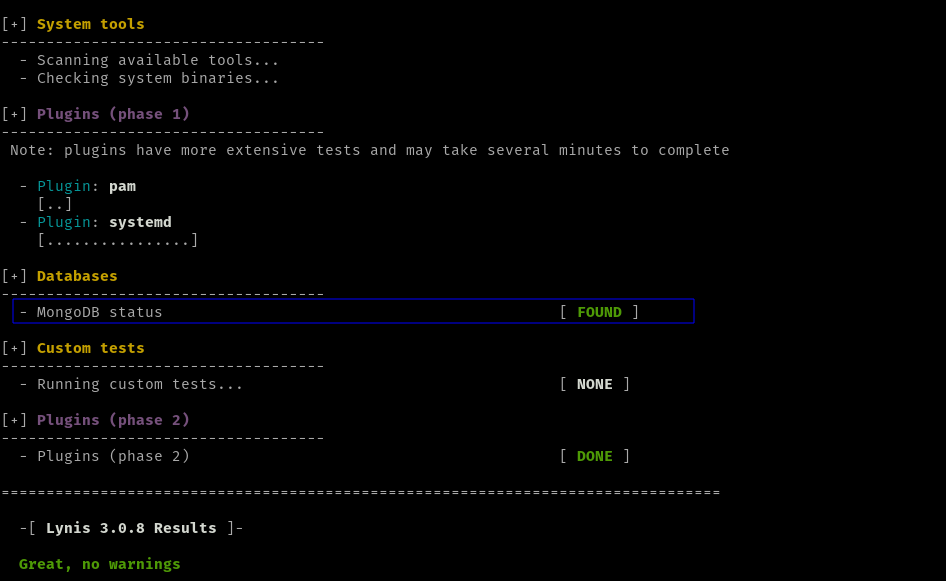 [+] System tools
------------------------------------
  - Scanning available tools...
  - Checking system binaries...
[+] Plugins (phase 1)
------------------------------------
 Note: plugins have more extensive tests and may take several minutes to complete
  - Plugin: pam
    [..]
  - Plugin: systemd
    [................]
[+] Databases
------------------------------------
  - MongoDB status                                            [ FOUND ]
[+] Custom tests
------------------------------------
  - Running custom tests...                                   [ NONE ]
[+] Plugins (phase 2)
------------------------------------
  - Plugins (phase 2)                                         [ DONE ]
================================================================================
  -[ Lynis 3.0.8 Results ]-
  Great, no warnings